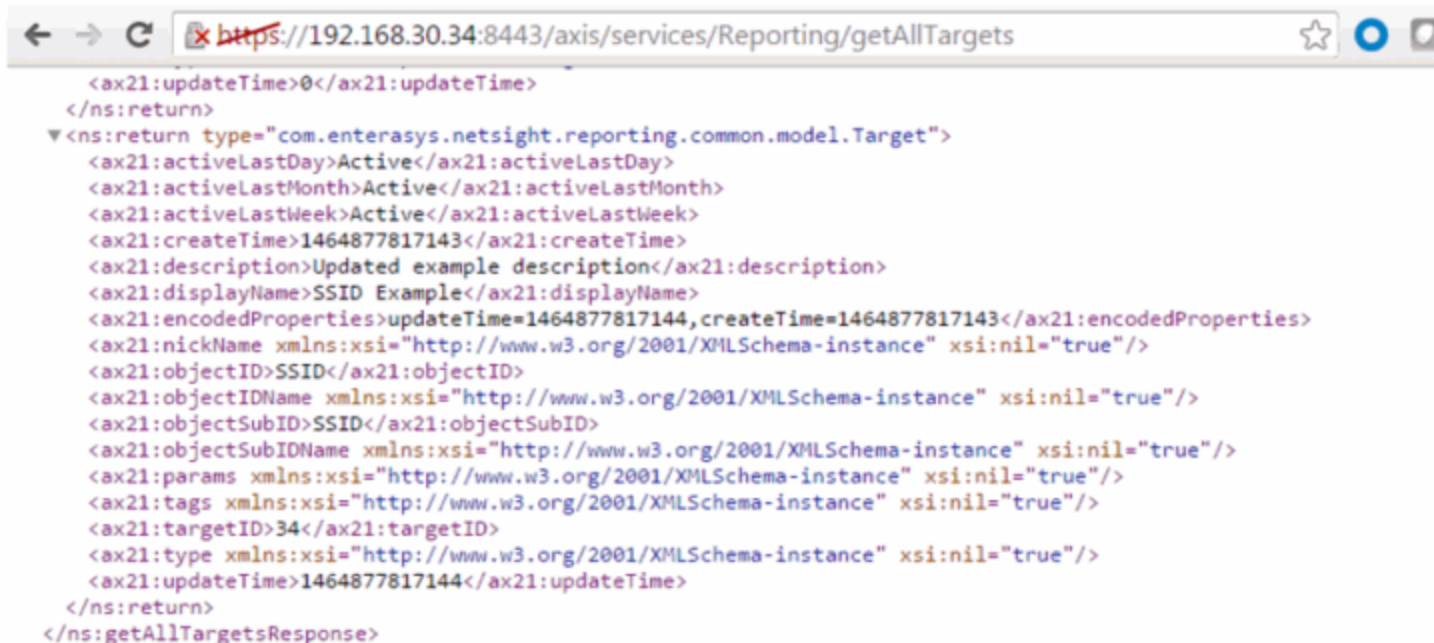 https://192.168.30.34:8443/axis/services/Reporting/getAllTargets
<ax21:updateTime>0</ax21:updateTime>
</ns:return>
▼<ns:return type="com.enterasys.netsight.reporting.common.model.Target">
<ax21:activeLastDay>Active</ax21:activeLastDay>
<ax21:activeLastMonth>Active</ax21:activeLastMonth>
<ax21:activeLastWeek>Active</ax21:activeLastWeek>
<ax21:createTime>1464877817143</ax21:createTime>
<ax21:description>Updated example description</ax21:description>
<ax21:displayName>SSID Example</ax21:displayName>
<ax21:encodedProperties>updateTime=1464877817144,createTime=1464877817143</ax21:encodedProperties>
<ax21:nickName xmlns:xsi="http://www.w3.org/2001/XMLSchema-instance" xsi:nil="true"/>
<ax21:objectID>SSID</ax21:objectID>
<ax21:objectIDName xmlns:xsi="http://www.w3.org/2001/XMLSchema-instance" xsi:nil="true"/>
<ax21:objectSubID>SSID</ax21:objectSubID>
<ax21:objectSubIDName xmlns:xsi="http://www.w3.org/2001/XMLSchema-instance" xsi:nil="true"/>
<ax21:params xmlns:xsi="http://www.w3.org/2001/XMLSchema-instance" xsi:nil="true"/>
<ax21:tags xmlns:xsi="http://www.w3.org/2001/XMLSchema-instance" xsi:nil="true"/>
<ax21:targetID>34</ax21:targetID>
<ax21:type xmlns:xsi="http://www.w3.org/2001/XMLSchema-instance" xsi:nil="true"/>
<ax21:updateTime>1464877817144</ax21:updateTime>
</ns:return>
</ns:getAllTargetsResponse>